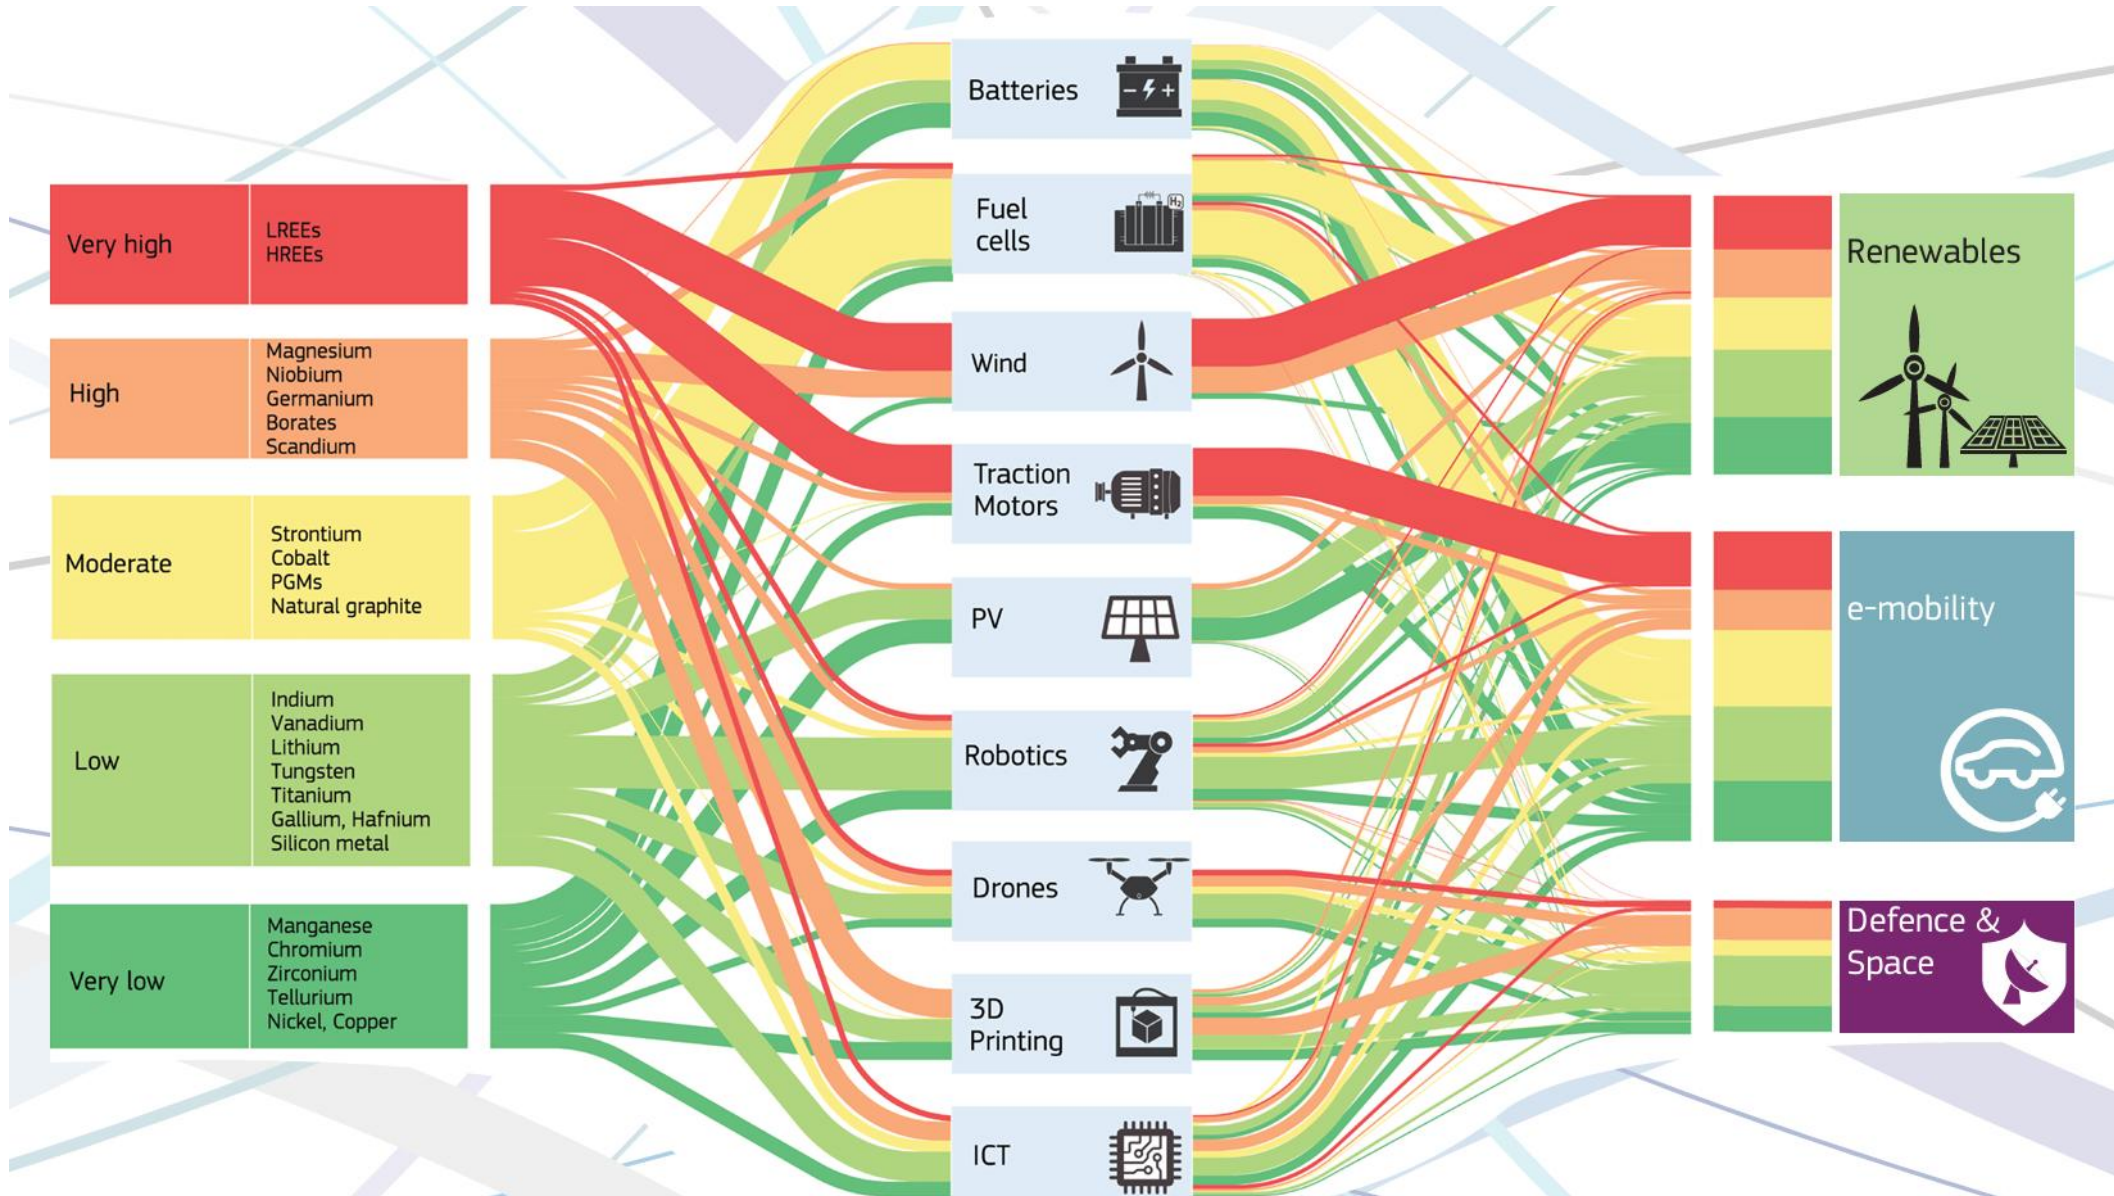 Very high
LREEs
HREEs
High
Magnesium
Niobium
Germanium
Borates
Scandium
Moderate
Strontium
Cobalt
PGMs
Natural graphite
Low
Indium
Vanadium
Lithium
Tungsten
Titanium
Gallium, Hafnium
Silicon metal
Very low
Manganese
Chromium
Zirconium
Tellurium
Nickel, Copper
Batteries
Fuel
cells
H2
Wind
Traction
Motors
PV
Robotics
Drones
3D
Printing
ICT
Renewables
e-mobility
Defence &
Space